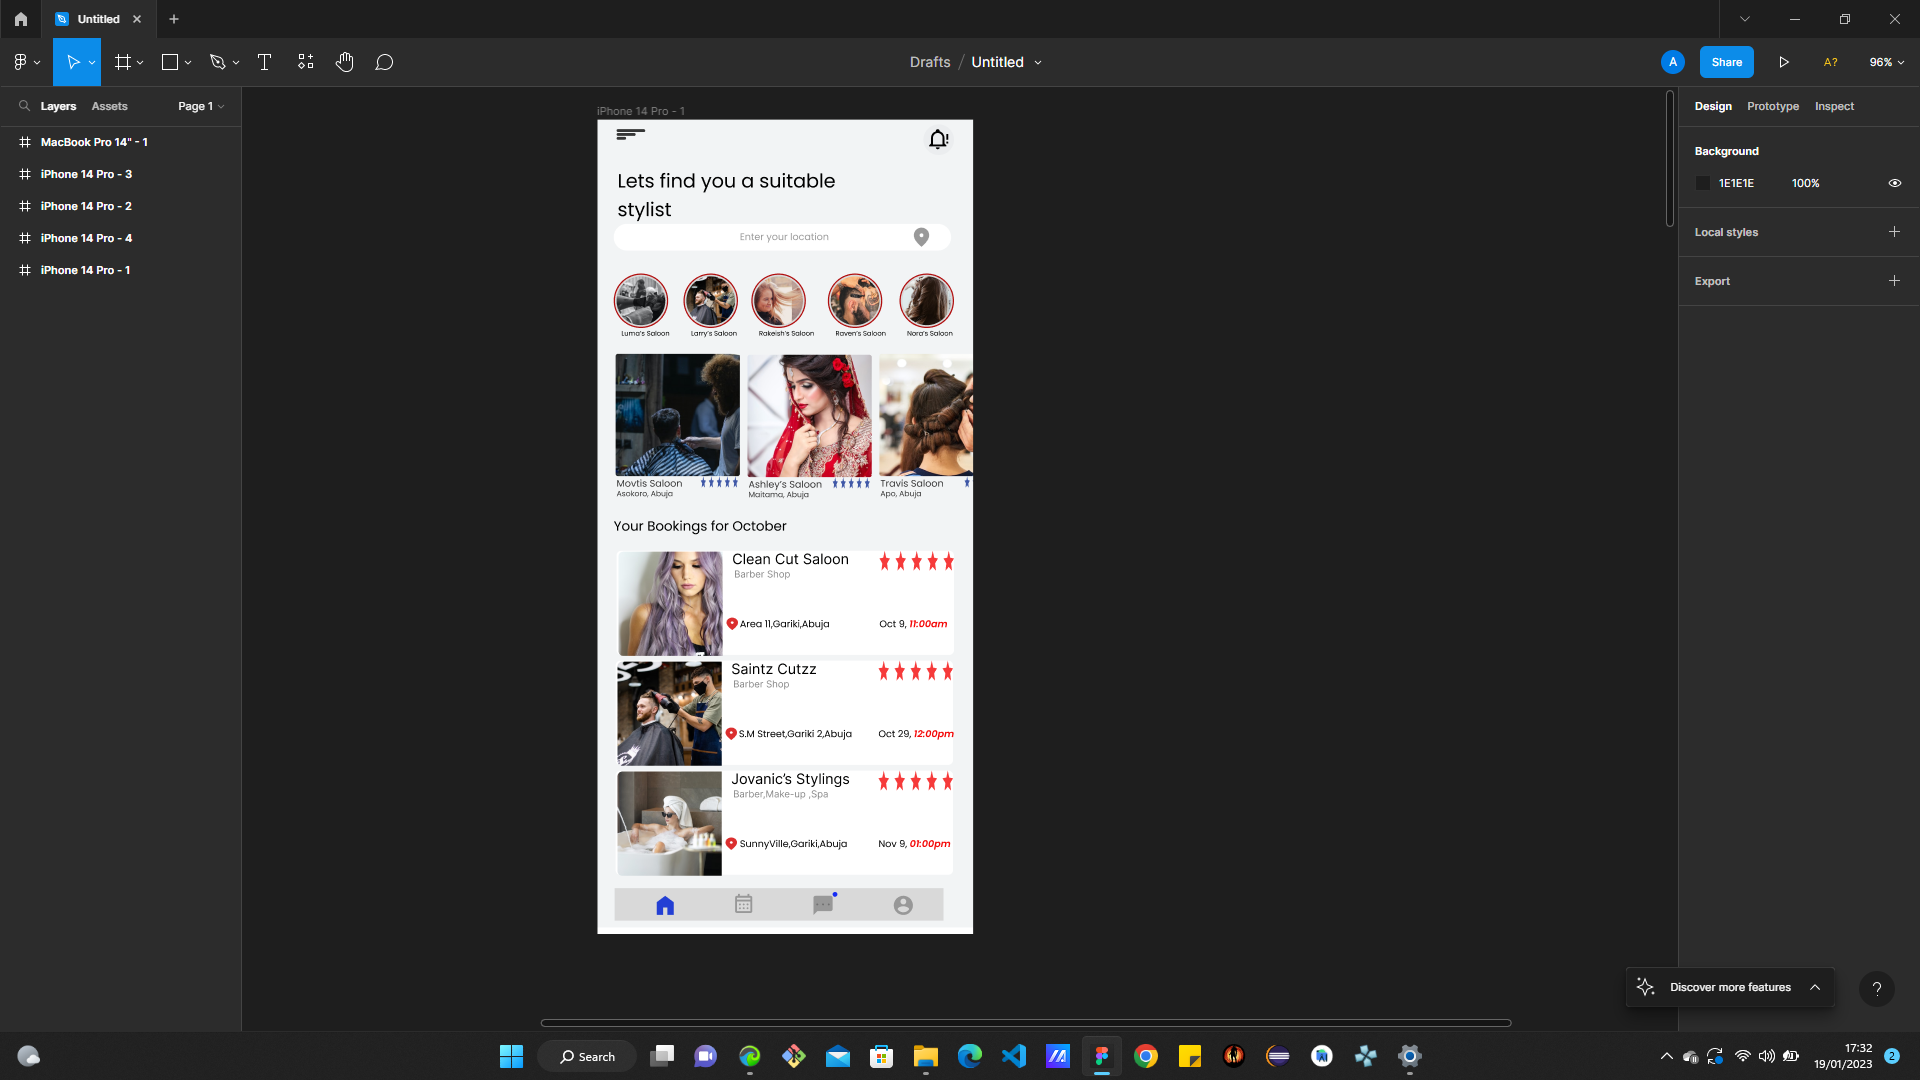 Untitled
Drafts / Untitled
A
Share
A?
96%
Layers
Assets
Page 1
MacBook Pro 14" - 1
iPhone 14 Pro - 3
iPhone 14 Pro - 2
iPhone 14 Pro - 4
iPhone 14 Pro - 1
iPhone 14 Pro - 1
Lets find you a suitable
stylist
Enter your location
Luma's Saloon
Larry's Saloon
Rakeish's Saloon
Raven's Saloon
Nora's Saloon
Movtis Saloon
Asokoro, Abuja
Ashley's Saloon
Maitama, Abuja
Travis Saloon
Apo, Abuja
Your Bookings for October
Clean Cut Saloon
Barber Shop
Area 11,Gariki,Abuja
Oct 9, 11:00am
Saintz Cutzz
Barber Shop
S.M Street,Gariki 2,Abuja
Oct 29, 12:00pm
Jovanic's Stylings
Barber,Make-up ,Spa
SunnyVille,Gariki,Abuja
Nov 9, 01:00pm
Design
Prototype
Inspect
Background
1E1E1E
100%
Local styles
Export
Discover more features
?
Search
17:32
19/01/2023
2